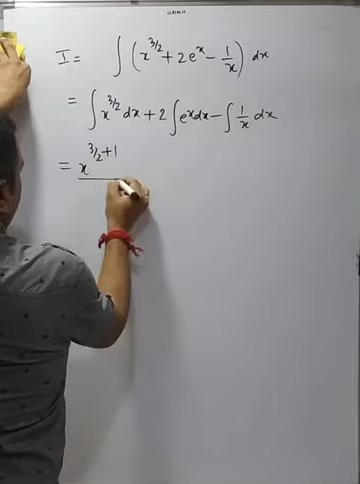 I = ∫ (x^{3/2} + 2e^x - 1/x) dx
= ∫ x^{3/2} dx + 2 ∫ e^x dx - ∫ 1/x dx
= x^{3/2+1}